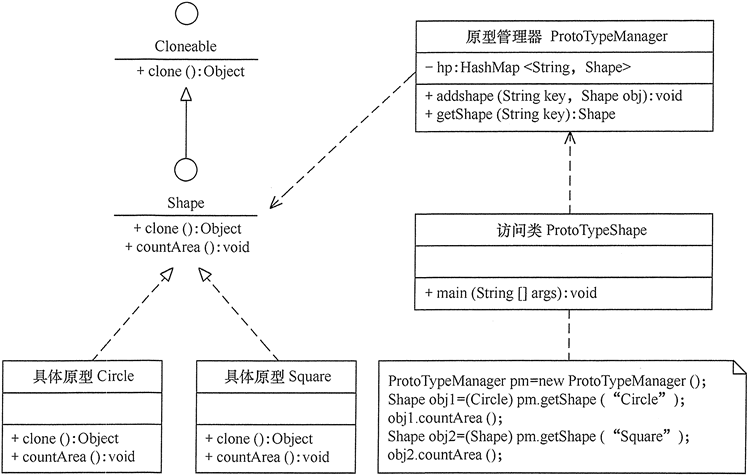 Cloneable
+ clone ():Object
Shape
+ clone ():Object
+ countArea ():void
具体原型 Circle
+ clone ():Object
+ countArea ():void
具体原型 Square
+ clone ():Object
+ countArea ():void
原型管理器 ProtoTypeManager
− hp:HashMap <String, Shape>
+ addshape (String key, Shape obj):void
+ getShape (String key):Shape
访问类 ProtoTypeShape
+ main (String [] args):void
ProtoTypeManager pm=new ProtoTypeManager ();
Shape obj1=(Circle) pm.getShape (“Circle”);
obj1.countArea ();
Shape obj2=(Shape) pm.getShape (“Square”);
obj2.countArea ();